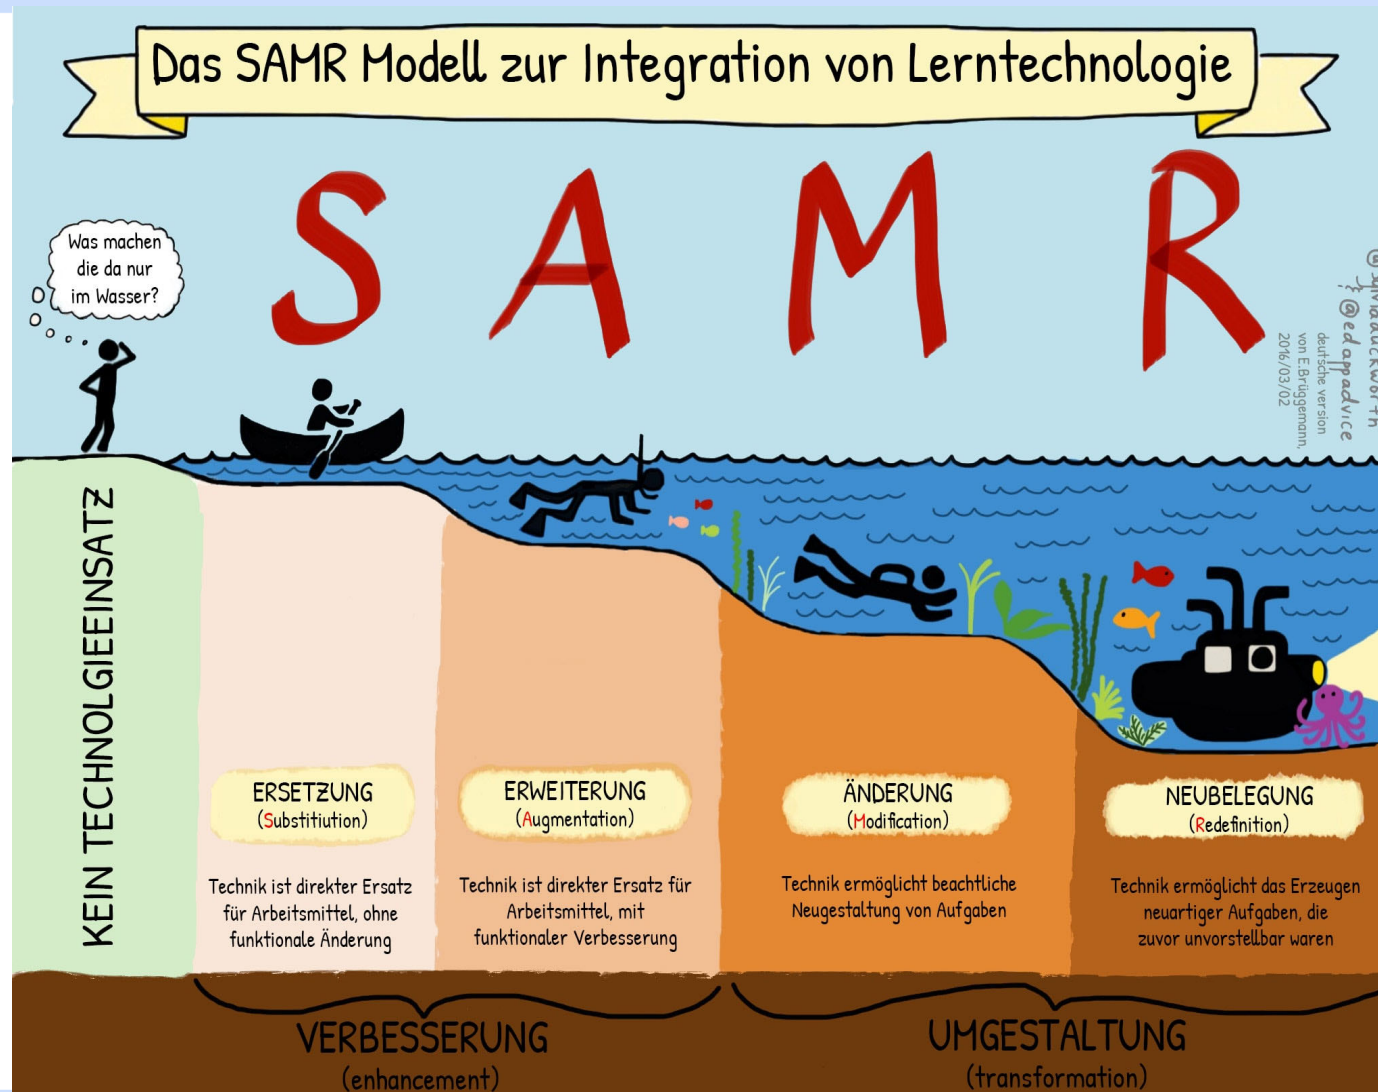 Das SAMR Modell zur Integration von Lerntechnologie
S A M R
Was machen
die da nur
im Wasser?
@sylviaduckworth
& @edappadvice
deutsche version
von E.Brüggemann,
2016/03/02
KEIN TECHNOLGIEEINSATZ
ERSETZUNG
(Substitiution)
Technik ist direkter Ersatz
für Arbeitsmittel, ohne
funktionale Änderung
ERWEITERUNG
(Augmentation)
Technik ist direkter Ersatz für
Arbeitsmittel, mit
funktionaler Verbesserung
ÄNDERUNG
(Modification)
Technik ermöglicht beachtliche
Neugestaltung von Aufgaben
NEUBELEGUNG
(Redefinition)
Technik ermöglicht das Erzeugen
neuartiger Aufgaben, die
zuvor unvorstellbar waren
VERBESSERUNG
(enhancement)
UMGESTALTUNG
(transformation)